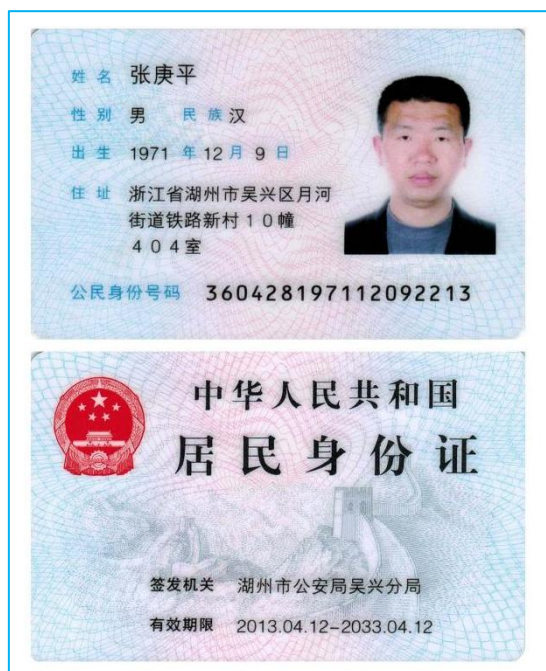 姓名 张庚平
性别 男 民族 汉
出生 1971 年 12 月 9 日
住址 浙江省湖州市吴兴区月河
街道铁路新村10幢
404室
公民身份号码 360428197112092213
中华人民共和国
居民身份证
签发机关 湖州市公安局吴兴分局
有效期限 2013.04.12-2033.04.12